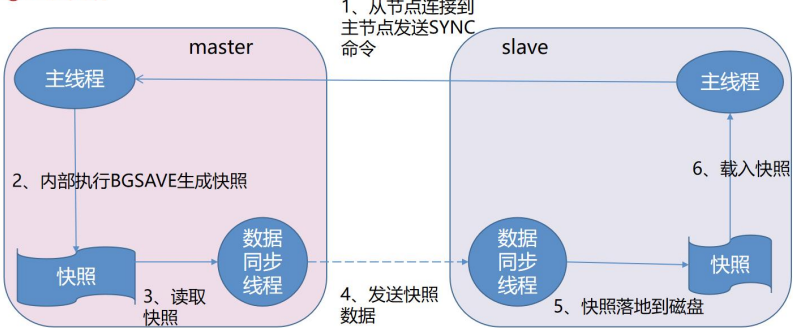 1、从节点连接到
主节点发送SYNC
命令
master
slave
主线程
主线程
2、内部执行BGSAVE生成快照
6、载入快照
数据
同步
线程
数据
同步
线程
快照
快照
3、读取
快照
4、发送快照
数据
5、快照落地到磁盘